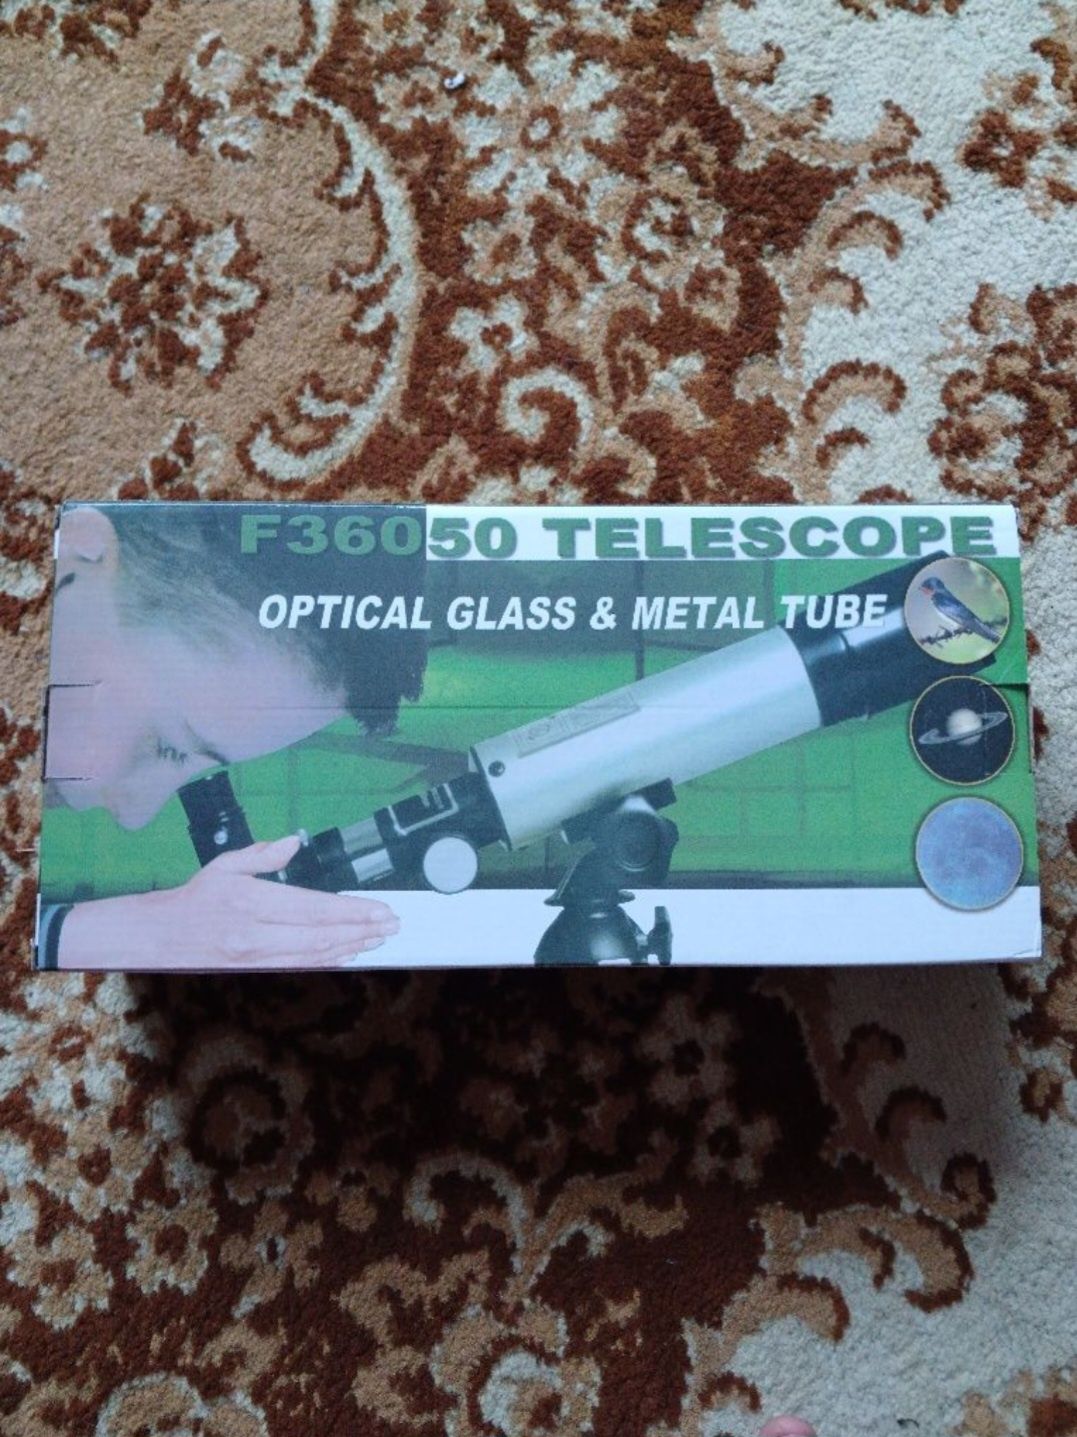 F36050 TELESCOPE
OPTICAL GLASS & METAL TUBE